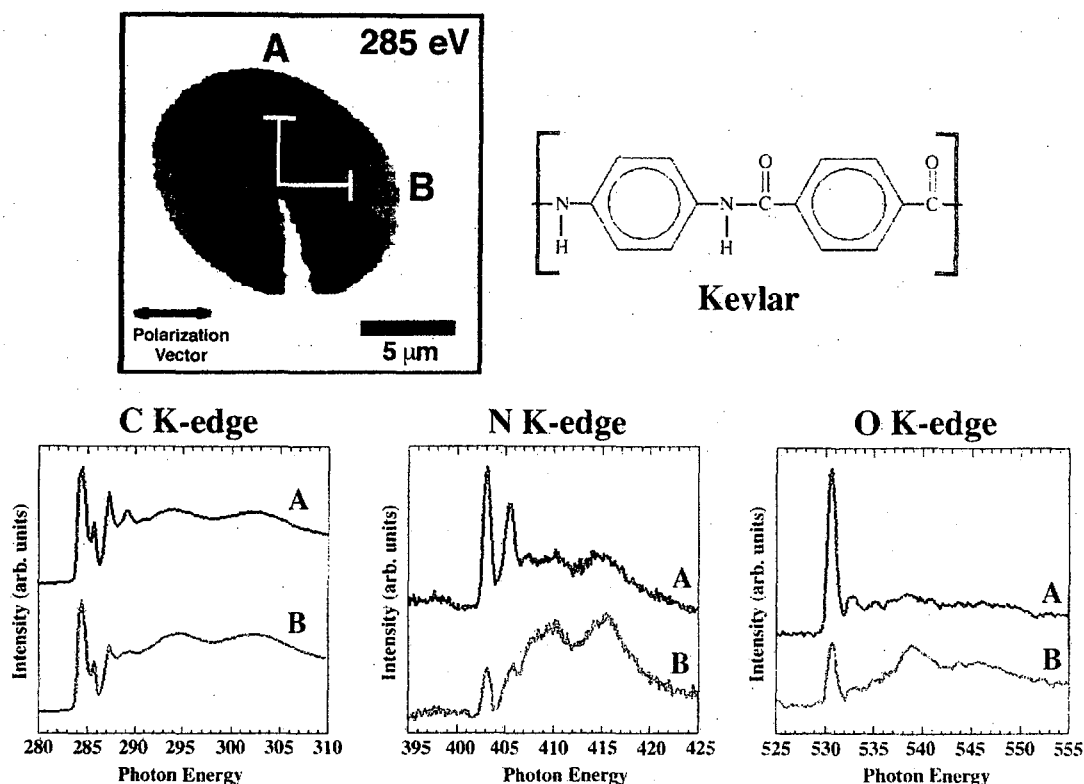 A
285 eV
B
Polarization
Vector
5 μm
O
O
N
N
C
C
H
H
Kevlar
C K-edge
N K-edge
O K-edge
Intensity (arb. units)
A
B
280 285 290 295 300 305 310
Photon Energy
Intensity (arb. units)
A
B
395 400 405 410 415 420 425
Photon Energy
Intensity (arb. units)
A
B
525 530 535 540 545 550 555
Photon Energy